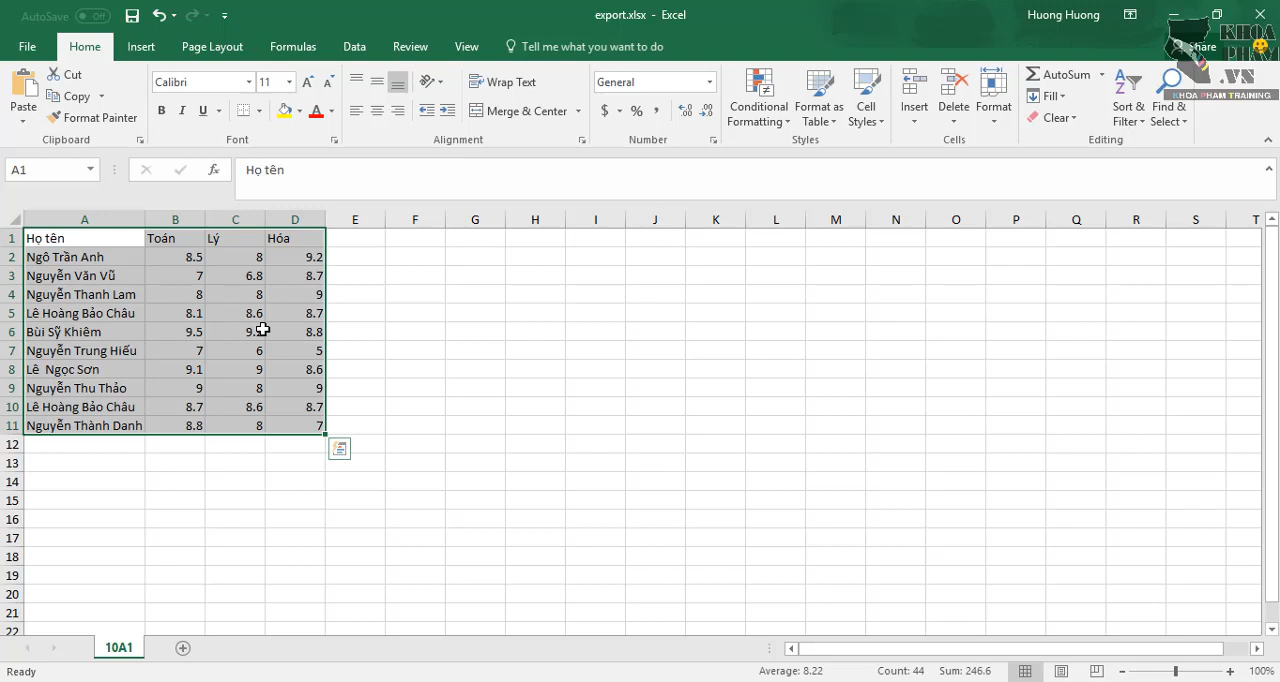 AutoSave Off
export.xlsx - Excel
Huong Huong
File Home Insert Page Layout Formulas Data Review View Tell me what you want to do Share
KHOA
.VN
KHOA PHAM TRAINING
Paste
Cut
Copy
Format Painter
Clipboard
Calibri 11
B I U
Font
Wrap Text
Merge & Center
Alignment
General
$ % ,
Number
Conditional Formatting
Format as Table
Cell Styles
Styles
Insert
Delete
Format
Cells
AutoSum
Fill
Clear
Sort & Filter
Find & Select
Editing
A1 fx Họ tên
A B C D E F G H I J K L M N O P Q R S T
1 Họ tên Toán Lý Hóa
2 Ngô Trần Anh 8.5 8 9.2
3 Nguyễn Văn Vũ 7 6.8 8.7
4 Nguyễn Thanh Lam 8 8 9
5 Lê Hoàng Bảo Châu 8.1 8.6 8.7
6 Bùi Sỹ Khiêm 9.5 8.8
7 Nguyễn Trung Hiếu 7 6 5
8 Lê Ngọc Sơn 9.1 9 8.6
9 Nguyễn Thu Thảo 9 8 9
10 Lê Hoàng Bảo Châu 8.7 8.6 8.7
11 Nguyễn Thành Danh 8.8 8 7
12
13
14
15
16
17
18
19
20
21
22
10A1
Ready
Average: 8.22 Count: 44 Sum: 246.6
100%